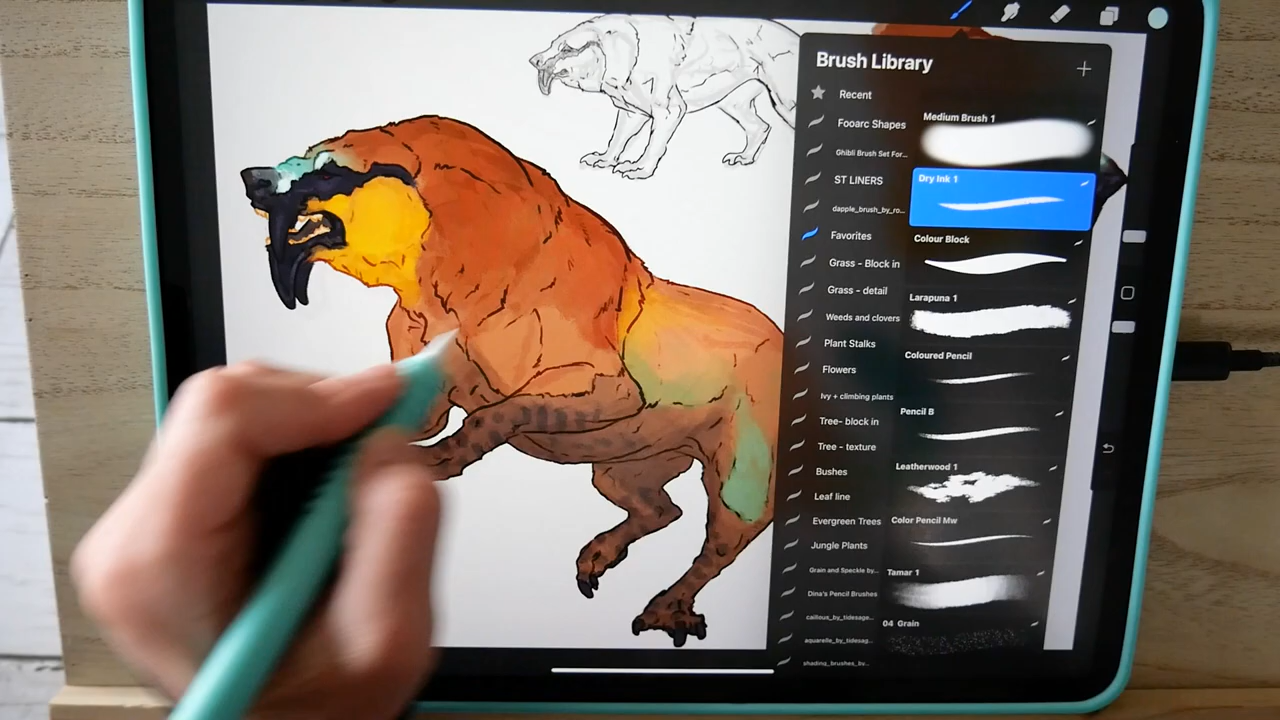 Brush Library
Recent
Fooarc Shapes
Ghibli Brush Set For...
ST LINERS
dapple_brush_by_ro...
Favorites
Grass - Block in
Grass - detail
Weeds and clovers
Plant Stalks
Flowers
Ivy + climbing plants
Tree- block in
Tree - texture
Bushes
Leaf line
Evergreen Trees
Jungle Plants
Grain and Speckle by...
Dina's Pencil Brushes
caillous_by_tidesage...
aquarelle_by_tidesag...
shading_brushes_by...
Medium Brush 1
Dry Ink 1
Colour Block
Larapuna 1
Coloured Pencil
Pencil B
Leatherwood 1
Color Pencil Mw
Tamar 1
04 Grain